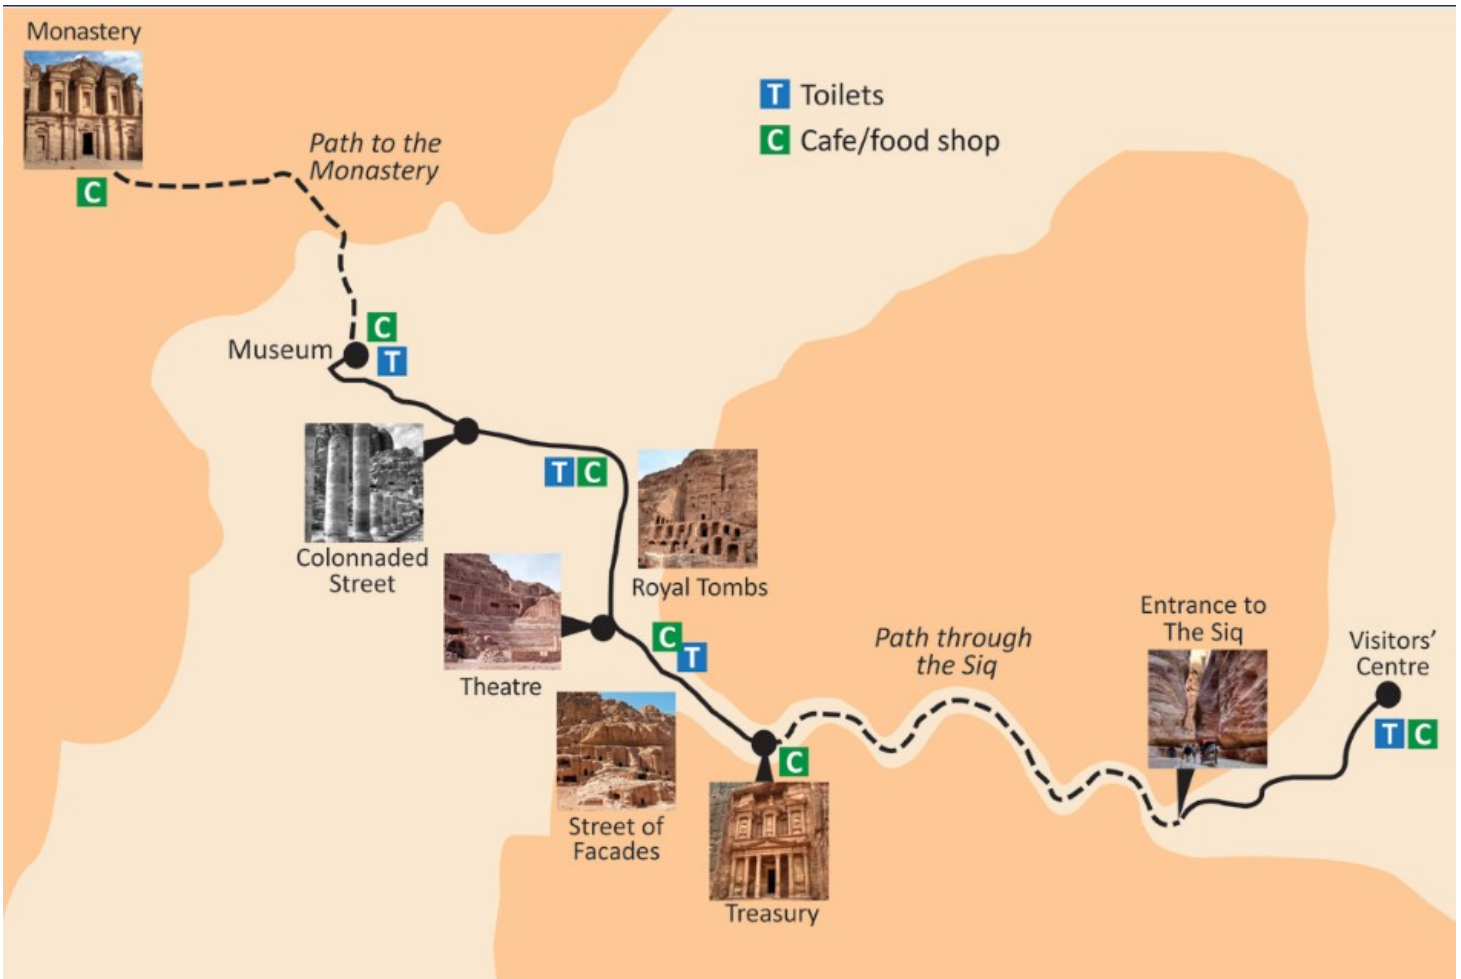 Monastery
T Toilets
C Cafe/food shop
Path to the
Monastery
C
C
Museum
T
T C
Colonnaded
Street
Royal Tombs
Entrance to
The Siq
C
T
Path through
the Siq
Visitors’
Centre
Theatre
T C
C
Street of
Facades
Treasury